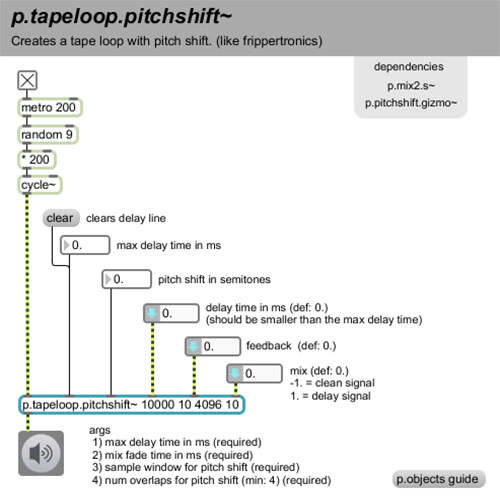 p.tapeloop.pitchshift~
Creates a tape loop with pitch shift. (like frippertronics)
dependencies
p.mix2.s~
p.pitchshift.gizmo~
metro 200
random 9
* 200
cycle~
clear clears delay line
0. max delay time in ms
0. pitch shift in semitones
0. delay time in ms (def: 0.)
(should be smaller than the max delay time)
0. feedback (def: 0.)
0. mix (def: 0.)
-1. = clean signal
1. = delay signal
p.tapeloop.pitchshift~ 10000 10 4096 10
args
1) max delay time in ms (required)
2) mix fade time in ms (required)
3) sample window for pitch shift (required)
4) num overlaps for pitch shift (min: 4) (required)
p.objects guide